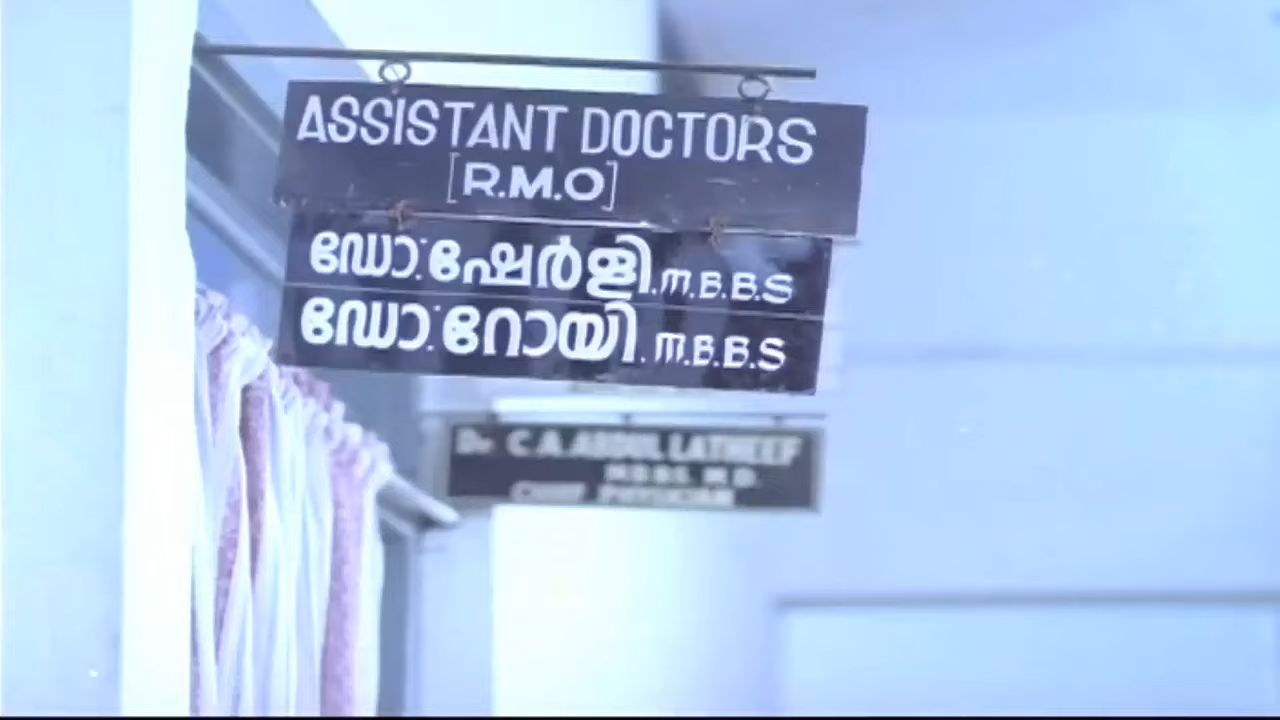 ASSISTANT DOCTORS
[R.M.O]
ഡോ:ഷേർളി.M.B.B.S
ഡോ:റോയി.M.B.B.S
Dr C.A. ABDUL LATHEEF
M.B.B.S. M.D.
CHIEF PHYSICIAN